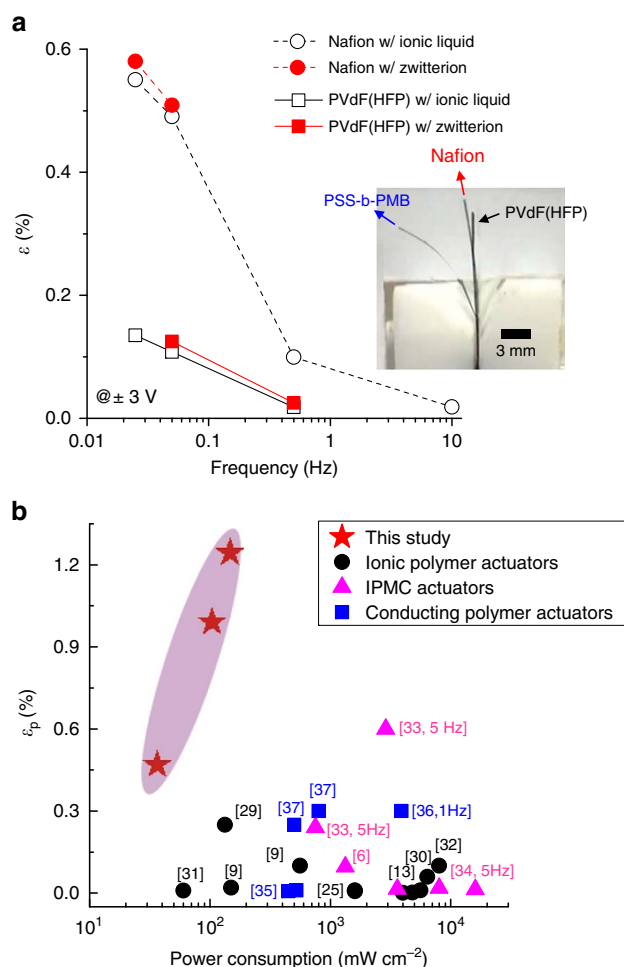 a
Nafion w/ ionic liquid
Nafion w/ zwitterion
PVdF(HFP) w/ ionic liquid
PVdF(HFP) w/ zwitterion
Nafion
PSS-b-PMB
PVdF(HFP)
3 mm
0.6
0.4
0.2
0.0
ε (%)
@± 3 V
0.01
0.1
1
10
Frequency (Hz)
b
This study
Ionic polymer actuators
IPMC actuators
Conducting polymer actuators
1.2
0.9
0.6
0.3
0.0
εp (%)
[33, 5 Hz]
[37]
[29]
[37]
[36,1Hz]
[33, 5Hz]
[32]
[9]
[6]
[30]
[31]
[9]
[13]
[34, 5Hz]
[35]
[25]
10¹
10²
10³
10⁴
Power consumption (mW cm⁻²)